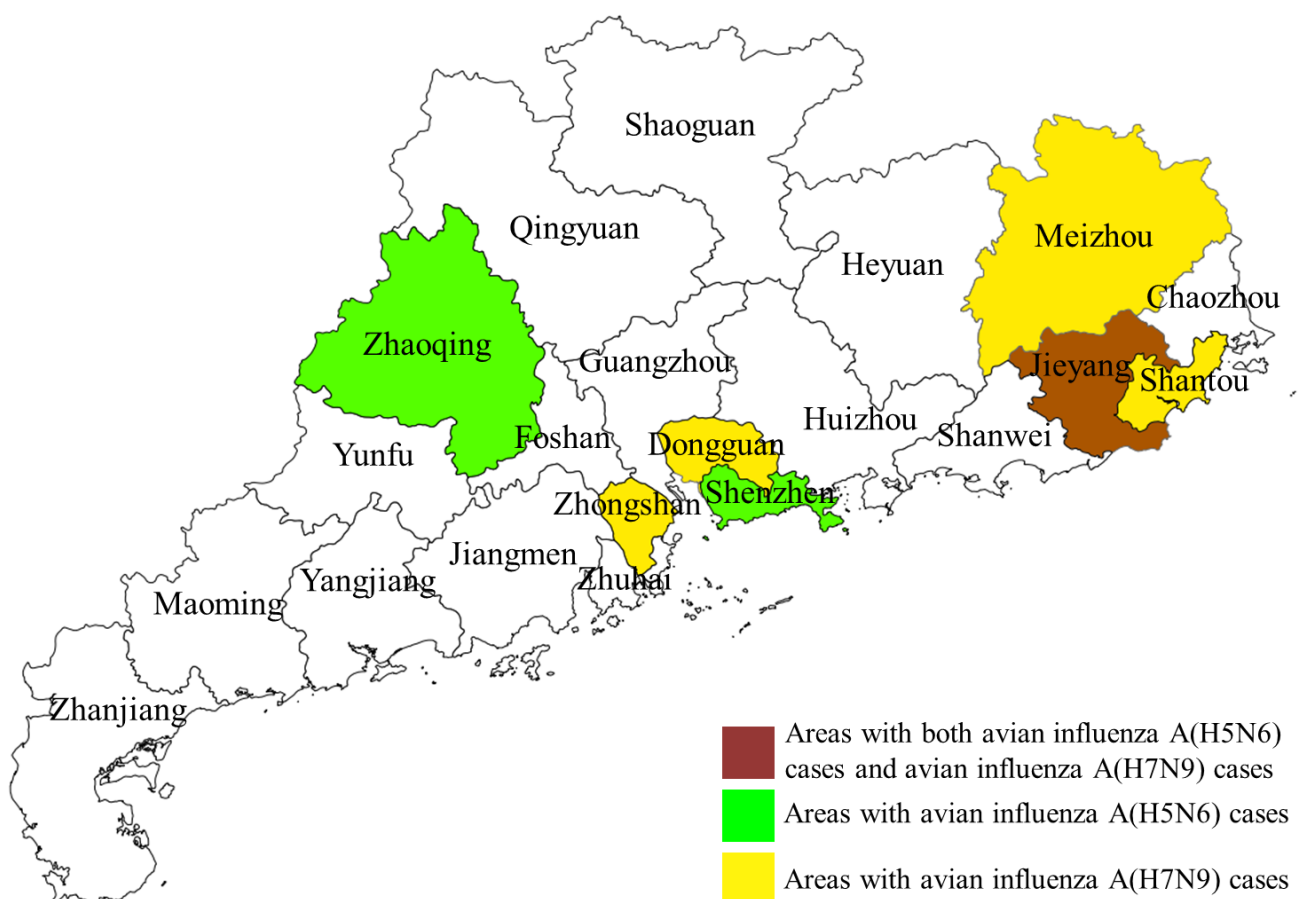 Shaoguan
Qingyuan
Meizhou
Heyuan
Chaozhou
Zhaoqing
Guangzhou
Jieyang
Shantou
Huizhou
Shanwei
Foshan
Dongguan
Yunfu
Shenzhen
Zhongshan
Jiangmen
Yangjiang
Zhuhai
Maoming
Zhanjiang
Areas with both avian influenza A(H5N6)
cases and avian influenza A(H7N9) cases
Areas with avian influenza A(H5N6) cases
Areas with avian influenza A(H7N9) cases